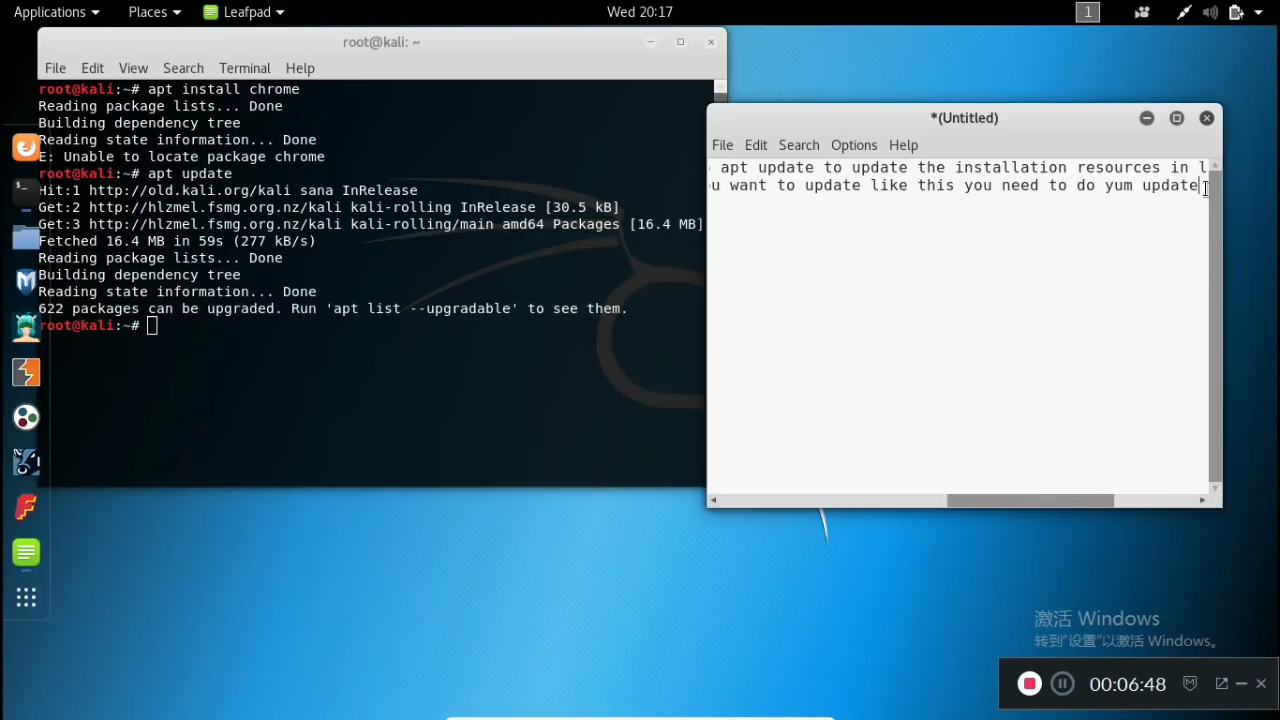 Applications Places Leafpad Wed 20:17 1
root@kali: ~
File Edit View Search Terminal Help
root@kali:~# apt install chrome
Reading package lists... Done
Building dependency tree
Reading state information... Done
E: Unable to locate package chrome
root@kali:~# apt update
Hit:1 http://old.kali.org/kali sana InRelease
Get:2 http://hlzmel.fsmg.org.nz/kali kali-rolling InRelease [30.5 kB]
Get:3 http://hlzmel.fsmg.org.nz/kali kali-rolling/main amd64 Packages [16.4 MB]
Fetched 16.4 MB in 59s (277 kB/s)
Reading package lists... Done
Building dependency tree
Reading state information... Done
622 packages can be upgraded. Run 'apt list --upgradable' to see them.
root@kali:~#
*(Untitled)
File Edit Search Options Help
apt update to update the installation resources in l
u want to update like this you need to do yum update
激活 Windows
转到"设置"以激活 Windows。
00:06:48